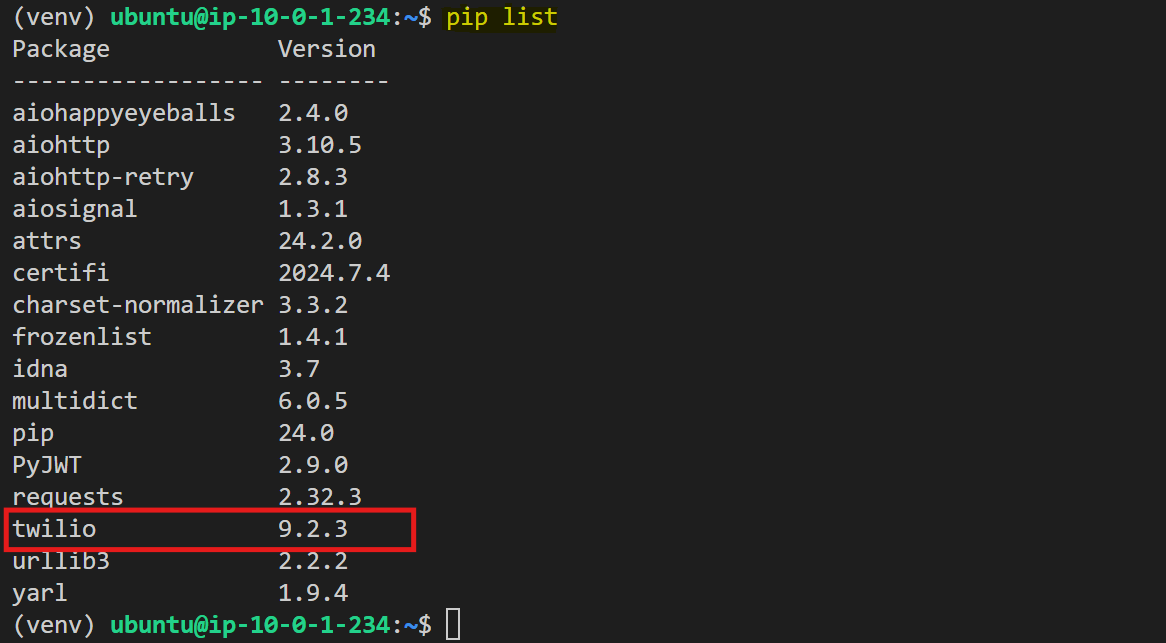 (venv) ubuntu@ip-10-0-1-234:~$ pip list
Package            Version
------------------ --------
aiohappyeyeballs   2.4.0
aiohttp            3.10.5
aiohttp-retry      2.8.3
aiosignal          1.3.1
attrs              24.2.0
certifi            2024.7.4
charset-normalizer 3.3.2
frozenlist         1.4.1
idna               3.7
multidict          6.0.5
pip                24.0
PyJWT              2.9.0
requests           2.32.3
twilio             9.2.3
urllib3            2.2.2
yarl               1.9.4
(venv) ubuntu@ip-10-0-1-234:~$